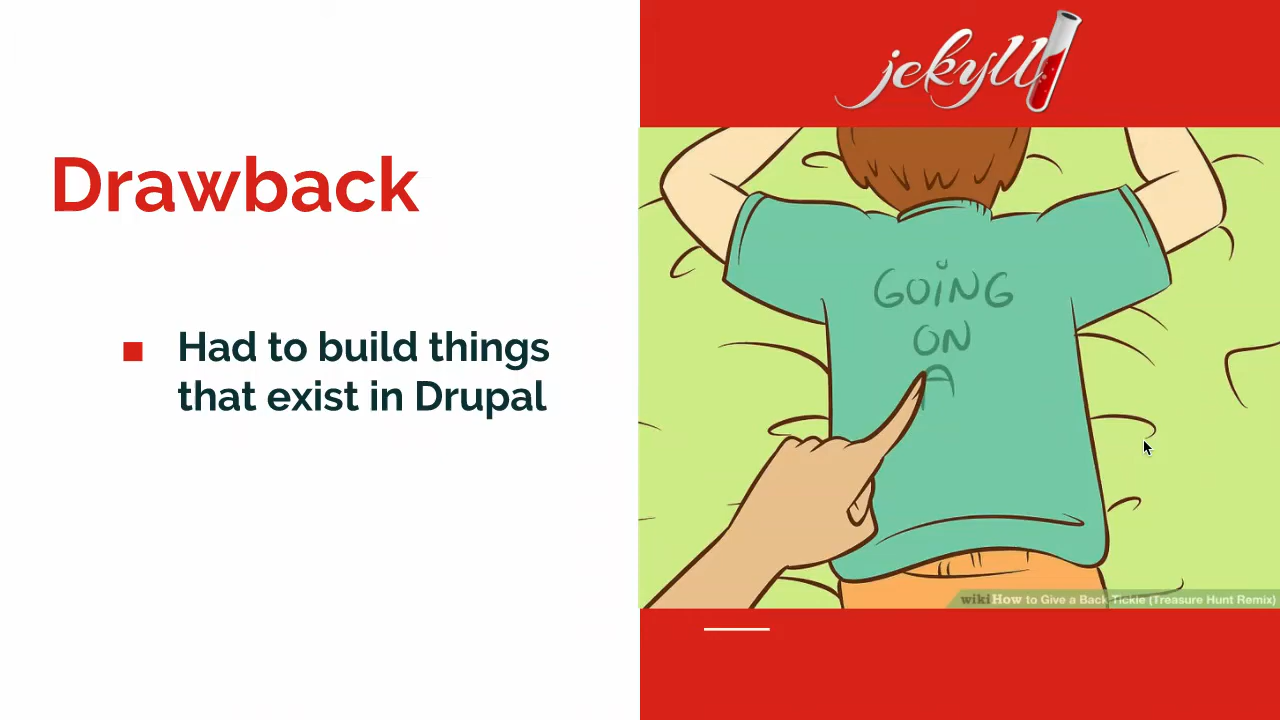 Drawback
Had to build things
that exist in Drupal
jekyll
GOING
ON
A
wikiHow to Give a Back Tickle (Treasure Hunt Remix)